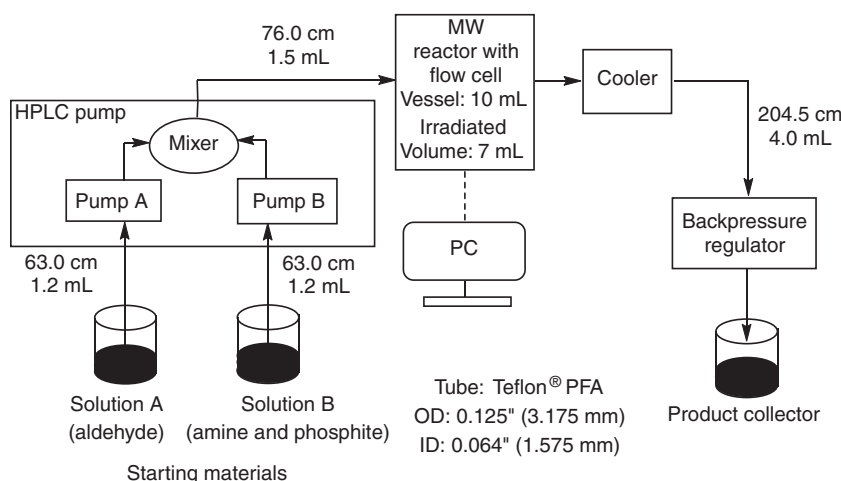 76.0 cm
1.5 mL
MW
reactor with
flow cell
Vessel: 10 mL
Irradiated
Volume: 7 mL
Cooler
204.5 cm
4.0 mL
HPLC pump
Mixer
Pump A
Pump B
PC
Backpressure
regulator
63.0 cm
1.2 mL
63.0 cm
1.2 mL
Solution A
(aldehyde)
Solution B
(amine and phosphite)
Starting materials
Tube: Teflon® PFA
OD: 0.125" (3.175 mm)
ID: 0.064" (1.575 mm)
Product collector